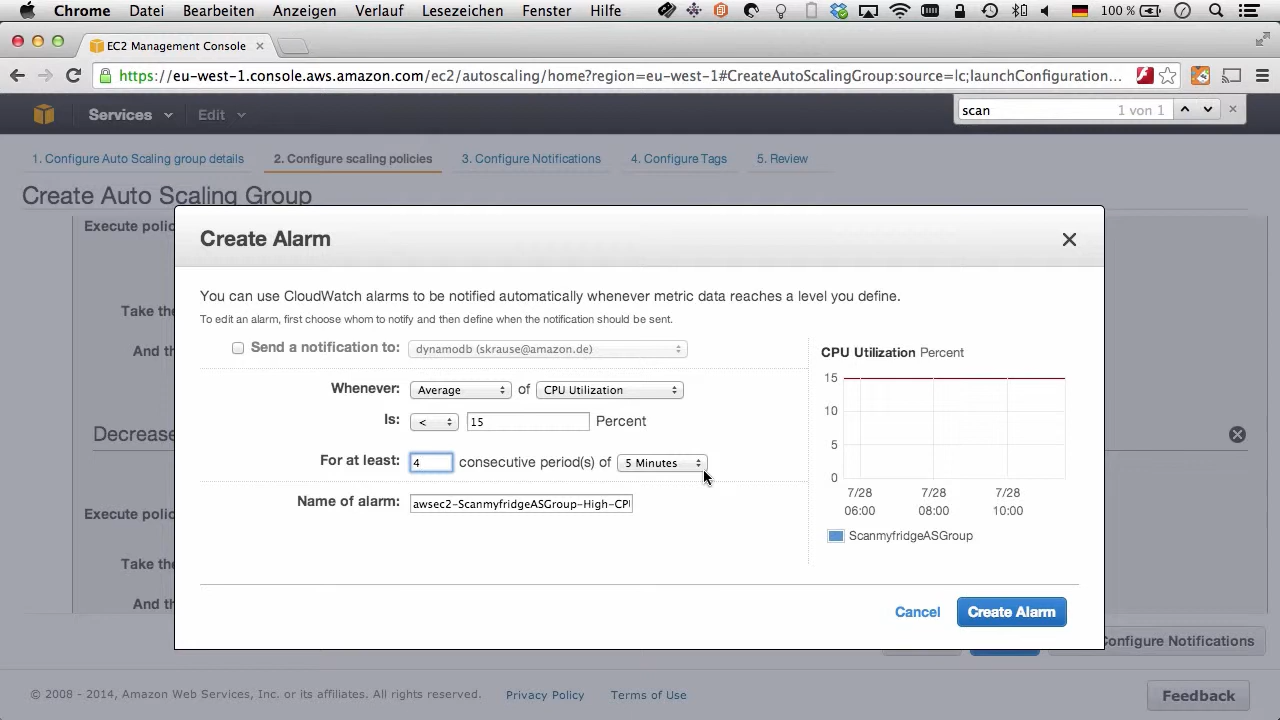 Chrome Datei Bearbeiten Anzeigen Verlauf Lesezeichen Fenster Hilfe 100 %
EC2 Management Console
https://eu-west-1.console.aws.amazon.com/ec2/autoscaling/home?region=eu-west-1#CreateAutoScalingGroup:source=lc;launchConfiguration...
Services Edit
scan 1 von 1
1. Configure Auto Scaling group details 2. Configure scaling policies 3. Configure Notifications 4. Configure Tags 5. Review
Create Auto Scaling Group
Execute polic
Take the
And th
Decrease
Execute polic
Take the
And th
Create Alarm
You can use CloudWatch alarms to be notified automatically whenever metric data reaches a level you define.
To edit an alarm, first choose whom to notify and then define when the notification should be sent.
Send a notification to: dynamodb (skrause@amazon.de)
Whenever: Average of CPU Utilization
Is: < 15 Percent
For at least: 4 consecutive period(s) of 5 Minutes
Name of alarm: awsec2-ScanmyfridgeASGroup-High-CPU
CPU Utilization Percent
15
10
5
0
7/28 7/28 7/28
06:00 08:00 10:00
ScanmyfridgeASGroup
Cancel Create Alarm
Configure Notifications
© 2008 - 2014, Amazon Web Services, Inc. or its affiliates. All rights reserved. Privacy Policy Terms of Use
Feedback